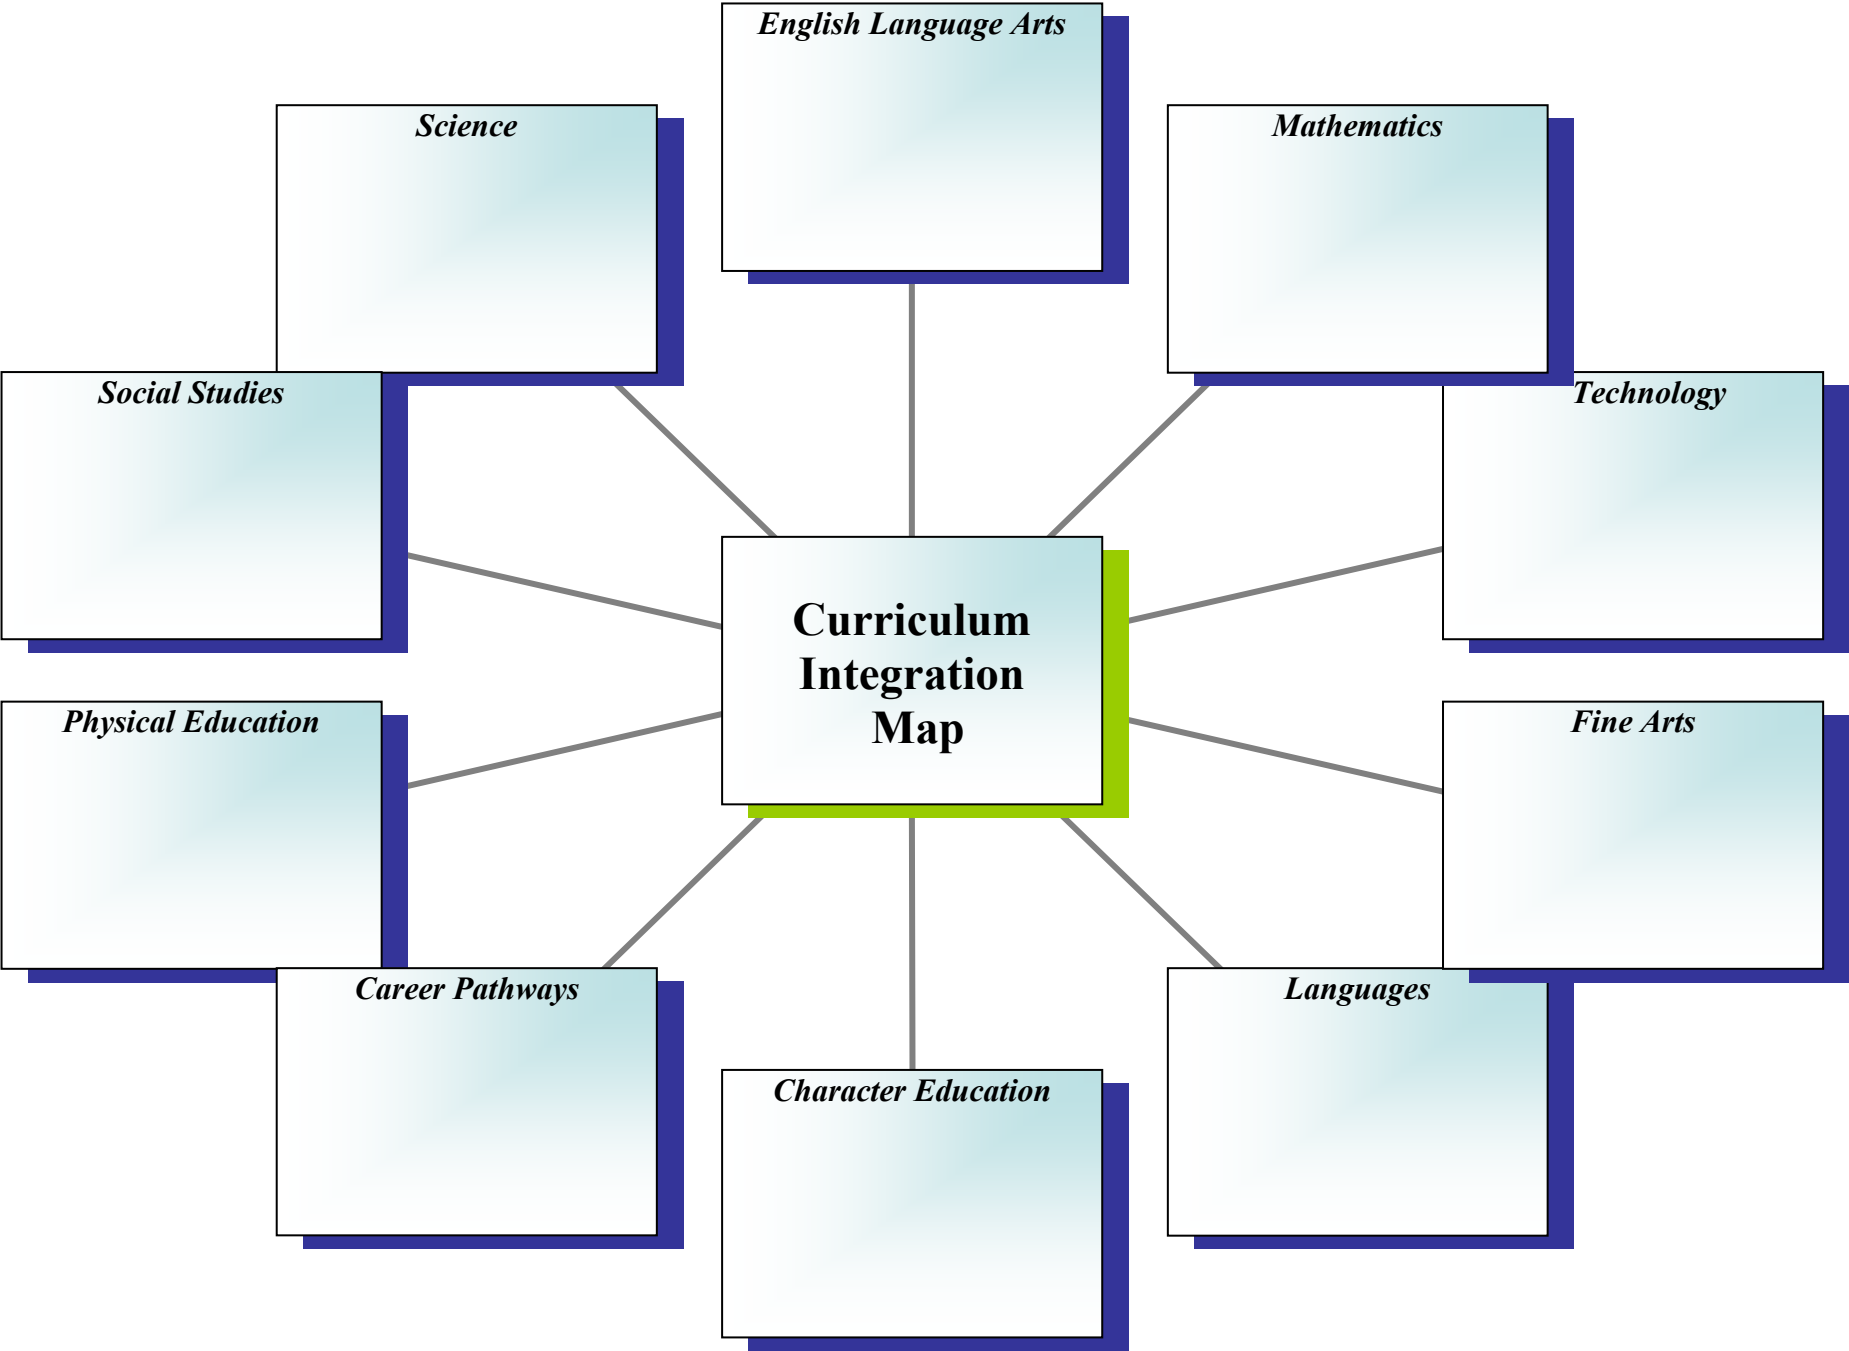 English Language Arts
Science
Mathematics
Social Studies
Technology
Curriculum
Integration
Map
Physical Education
Fine Arts
Career Pathways
Languages
Character Education